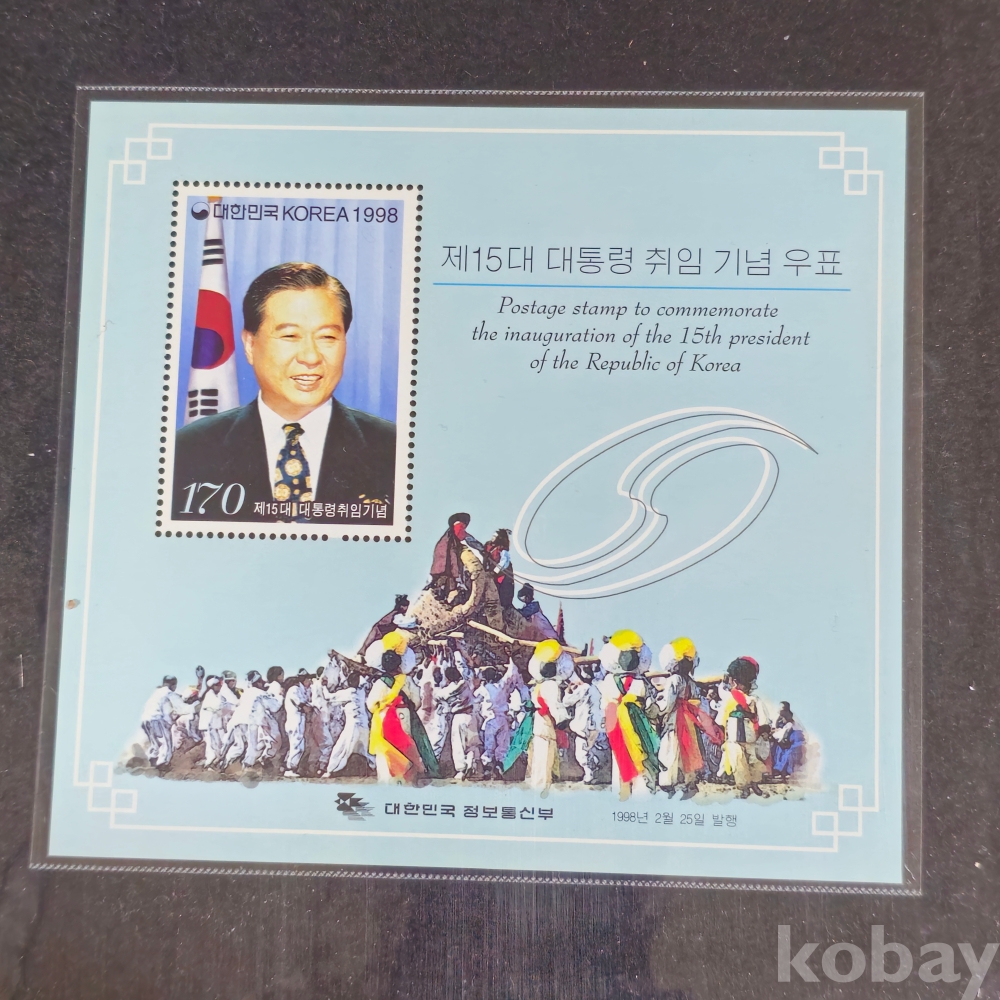 대한민국 KOREA 1998
170
제15대 대통령취임기념
제15대 대통령 취임 기념 우표
Postage stamp to commemorate
the inauguration of the 15th president
of the Republic of Korea
대한민국 정보통신부
1998년 2월 25일 발행
kobay